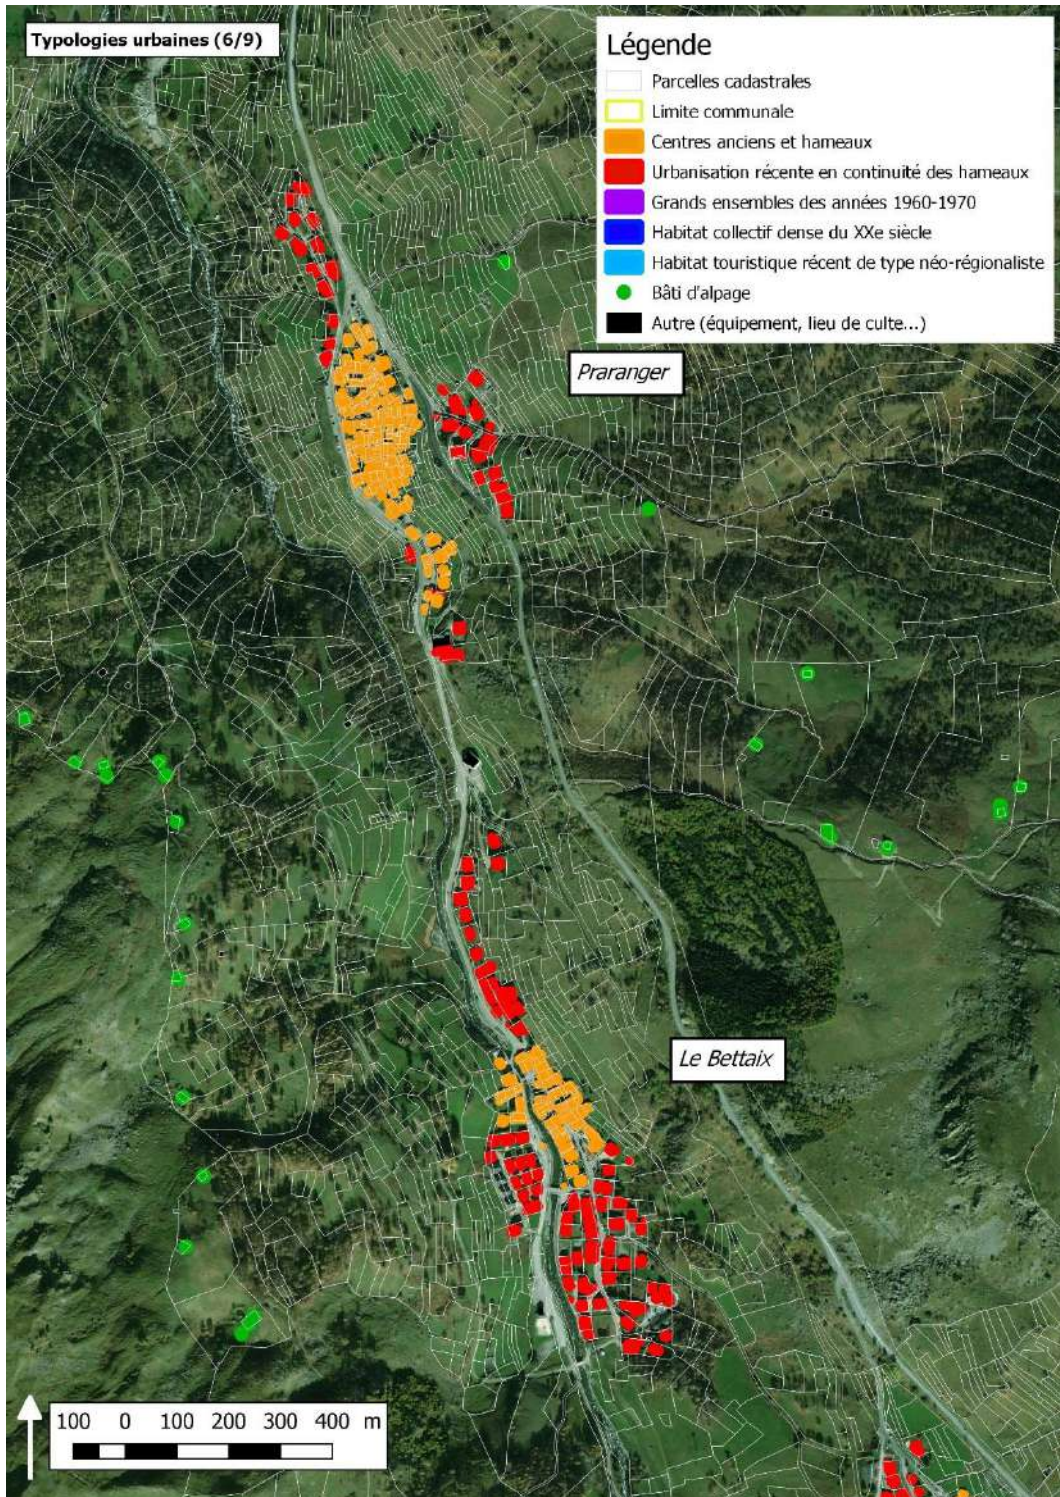 Typologies urbaines (6/9)
Légende
Parcelles cadastrales
Limite communale
Centres anciens et hameaux
Urbanisation récente en continuité des hameaux
Grands ensembles des années 1960-1970
Habitat collectif dense du XXe siècle
Habitat touristique récent de type néo-régionaliste
Bâti d'alpage
Autre (équipement, lieu de culte...)
Praranger
Le Bettaix
100 0 100 200 300 400 m